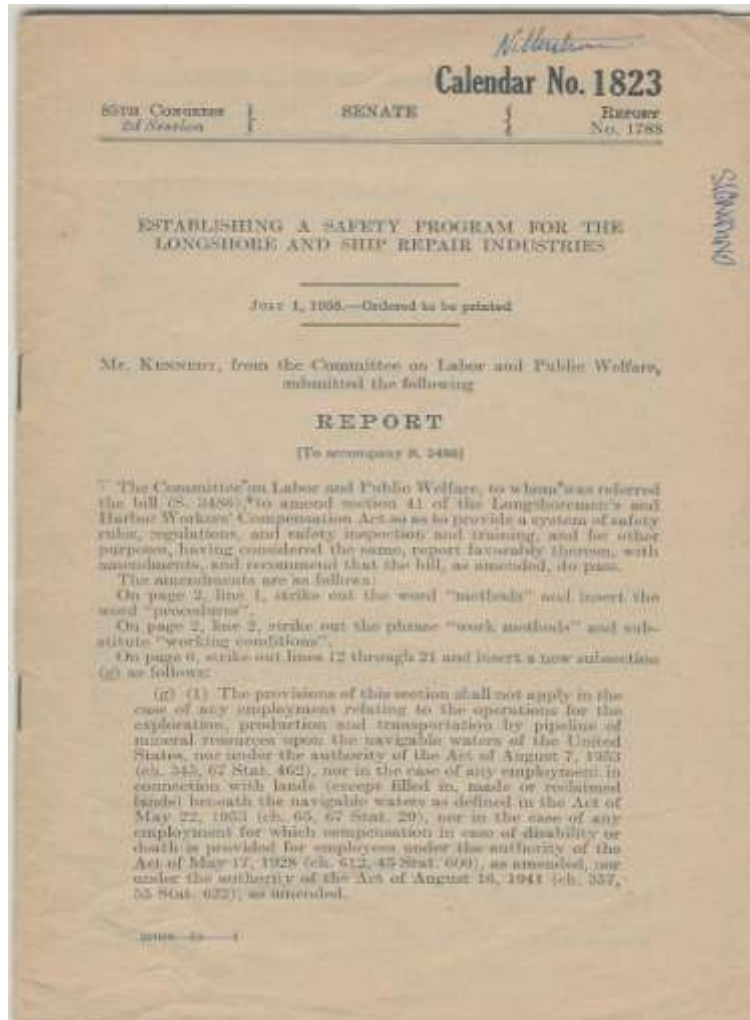 Calendar No. 1823
85TH CONGRESS
2d Session
SENATE
REPORT
No. 1788
ESTABLISHING A SAFETY PROGRAM FOR THE
LONGSHORE AND SHIP REPAIR INDUSTRIES
JULY 1, 1958.—Ordered to be printed
Mr. KENNEDY, from the Committee on Labor and Public Welfare,
submitted the following
REPORT
[To accompany S. 3486]
The Committee on Labor and Public Welfare, to whom was referred
the bill (S. 3486), to amend section 41 of the Longshoremen's and
Harbor Workers' Compensation Act so as to provide a system of safety
rules, regulations, and safety inspection and training, and for other
purposes, having considered the same, report favorably thereon, with
amendments, and recommend that the bill, as amended, do pass.
The amendments are as follows:
On page 2, line 1, strike out the word "methods" and insert the
word "procedures".
On page 2, line 2, strike out the phrase "work methods" and sub-
stitute "working conditions".
On page 6, strike out lines 12 through 21 and insert a new subsection
(g) as follows:
(g) (1) The provisions of this section shall not apply in the
case of any employment relating to the operations for the
exploration, production and transportation by pipeline of
mineral resources upon the navigable waters of the United
States, nor under the authority of the Act of August 7, 1953
(ch. 345, 67 Stat. 462), nor in the case of any employment in
connection with lands (except filled in, made or reclaimed
lands) beneath the navigable waters as defined in the Act of
May 22, 1953 (ch. 65, 67 Stat. 29), nor in the case of any
employment for which compensation in case of disability or
death is provided for employees under the authority of the
Act of May 17, 1928 (ch. 612, 45 Stat. 600), as amended, nor
under the authority of the Act of August 16, 1941 (ch. 357,
55 Stat. 622), as amended.